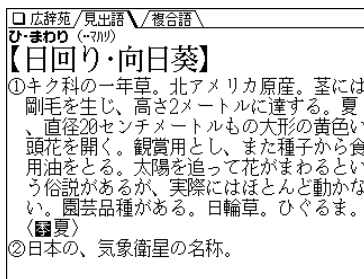 広辞苑 見出語 複合語
ひ‐まわり (‥マハリ)
【日回り・向日葵】
①キク科の一年草。北アメリカ原産。茎には
剛毛を生じ、高さ2メートルに達する。夏
、直径20センチメートルもの大形の黄色い
頭花を開く。観賞用とし、また種子から食
用油をとる。太陽を追って花がまわるとい
う俗説があるが、実際にはほとんど動かな
い。園芸品種がある。日輪草。ひぐるま。
〈季夏〉
②日本の、気象衛星の名称。